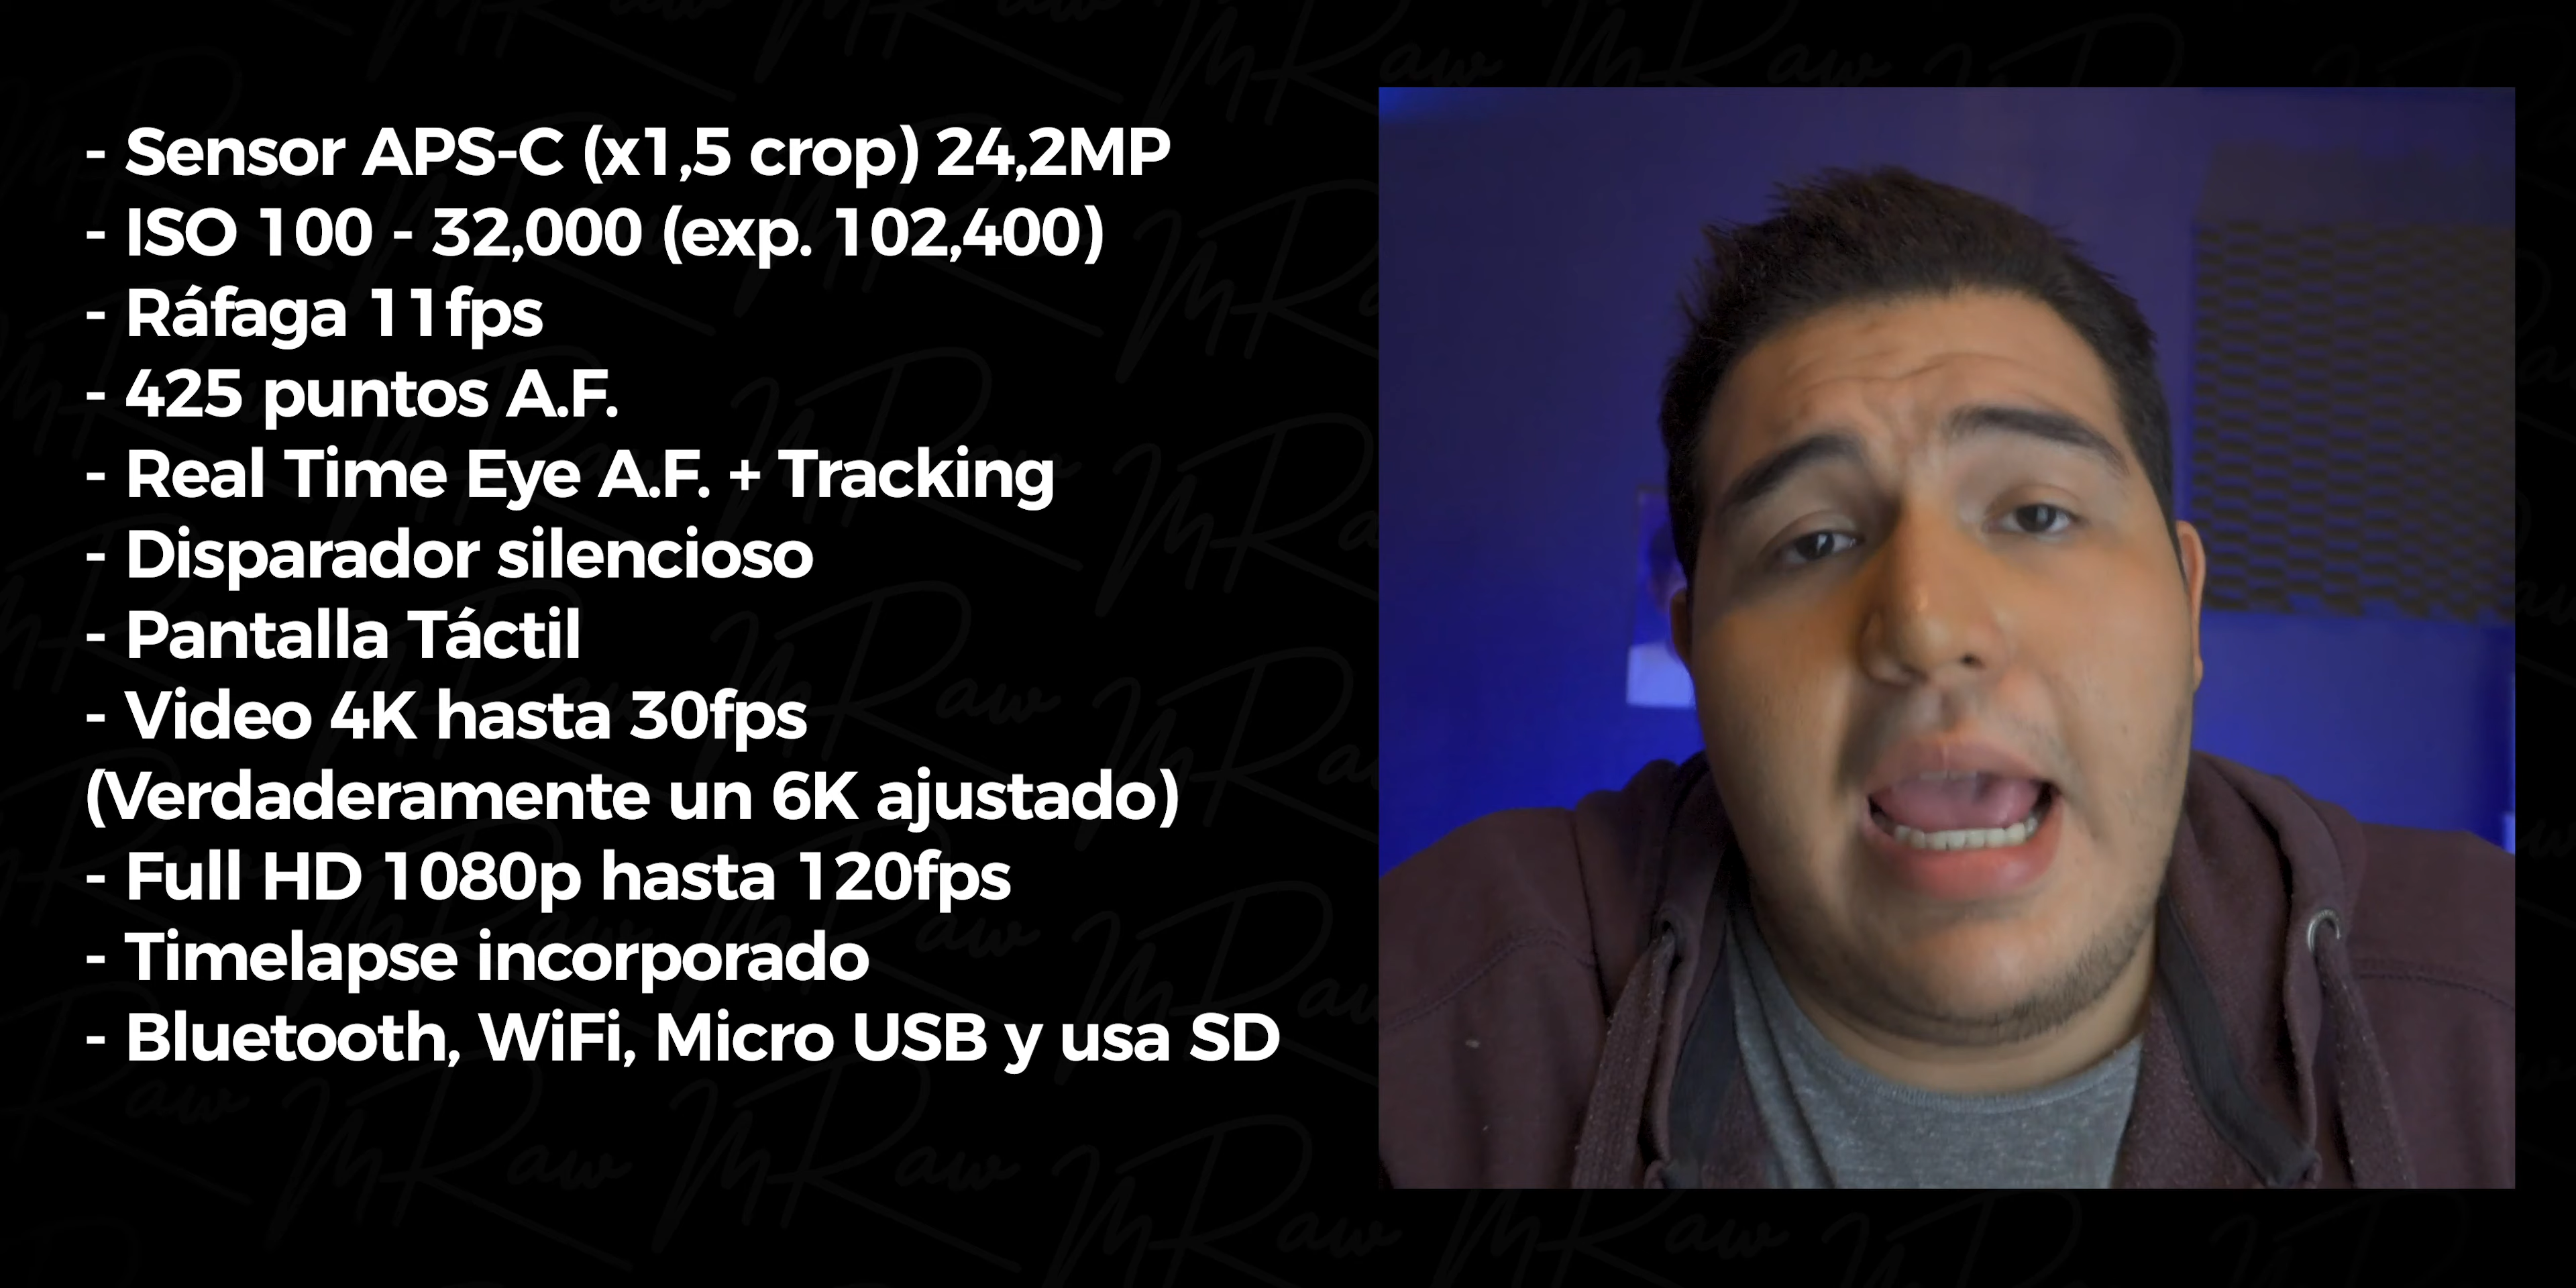 - Sensor APS-C (x1,5 crop) 24,2MP
- ISO 100 - 32,000 (exp. 102,400)
- Ráfaga 11fps
- 425 puntos A.F.
- Real Time Eye A.F. + Tracking
- Disparador silencioso
- Pantalla Táctil
- Video 4K hasta 30fps
(Verdaderamente un 6K ajustado)
- Full HD 1080p hasta 120fps
- Timelapse incorporado
- Bluetooth, WiFi, Micro USB y usa SD
MRaw